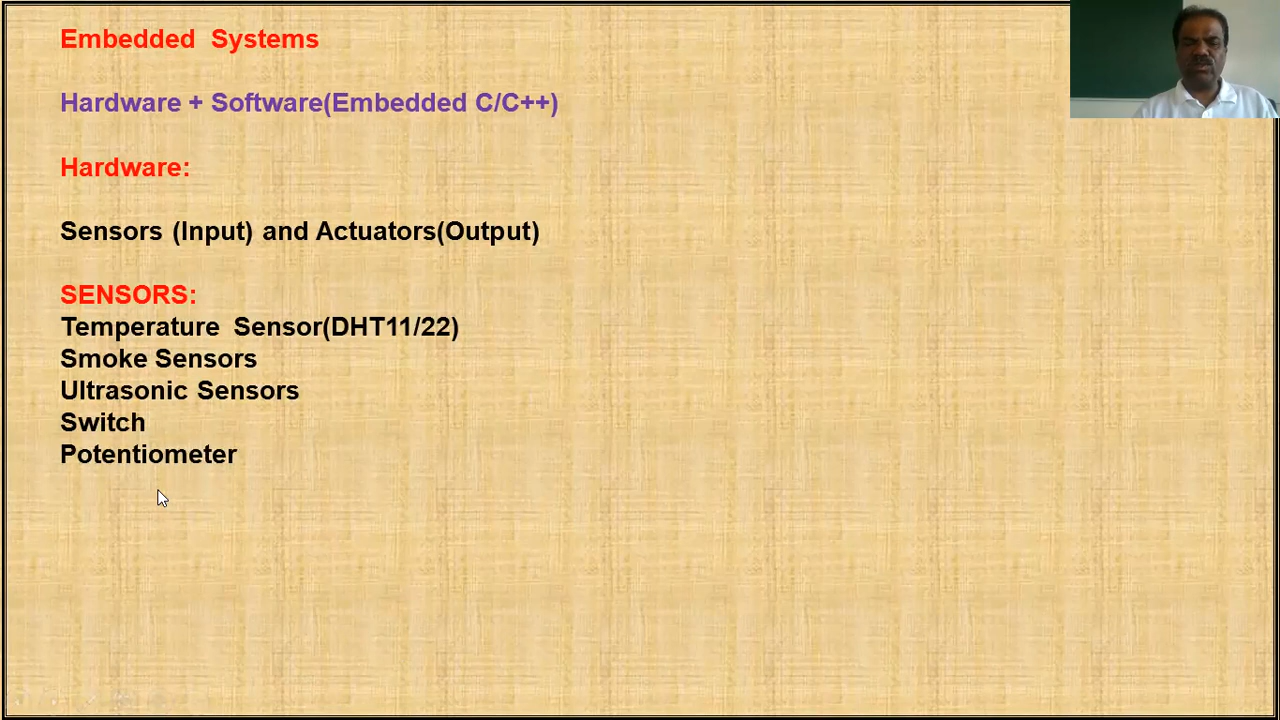 Embedded Systems
Hardware + Software(Embedded C/C++)
Hardware:
Sensors (Input) and Actuators(Output)
SENSORS:
Temperature Sensor(DHT11/22)
Smoke Sensors
Ultrasonic Sensors
Switch
Potentiometer